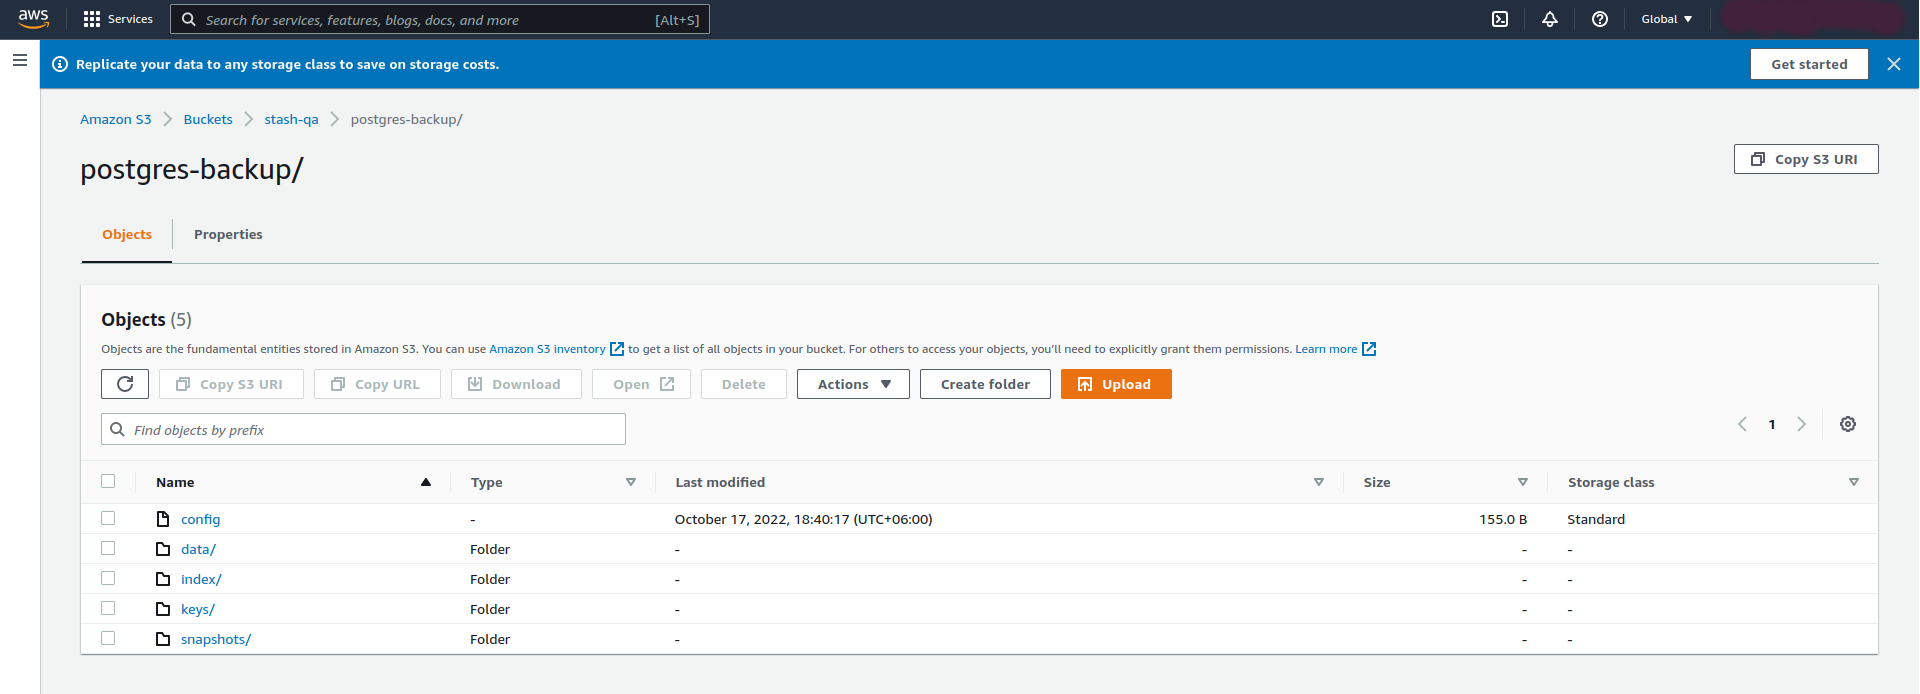 aws Services Search for services, features, blogs, docs, and more [Alt+S] Global
Replicate your data to any storage class to save on storage costs. Get started
Amazon S3 Buckets stash-qa postgres-backup/
postgres-backup/ Copy S3 URI
Objects Properties
Objects (5)
Objects are the fundamental entities stored in Amazon S3. You can use Amazon S3 inventory to get a list of all objects in your bucket. For others to access your objects, you'll need to explicitly grant them permissions. Learn more
Copy S3 URI Copy URL Download Open Delete Actions Create folder Upload
Find objects by prefix 1
Name Type Last modified Size Storage class
config - October 17, 2022, 18:40:17 (UTC+06:00) 155.0 B Standard
data/ Folder - - -
index/ Folder - - -
keys/ Folder - - -
snapshots/ Folder - - -